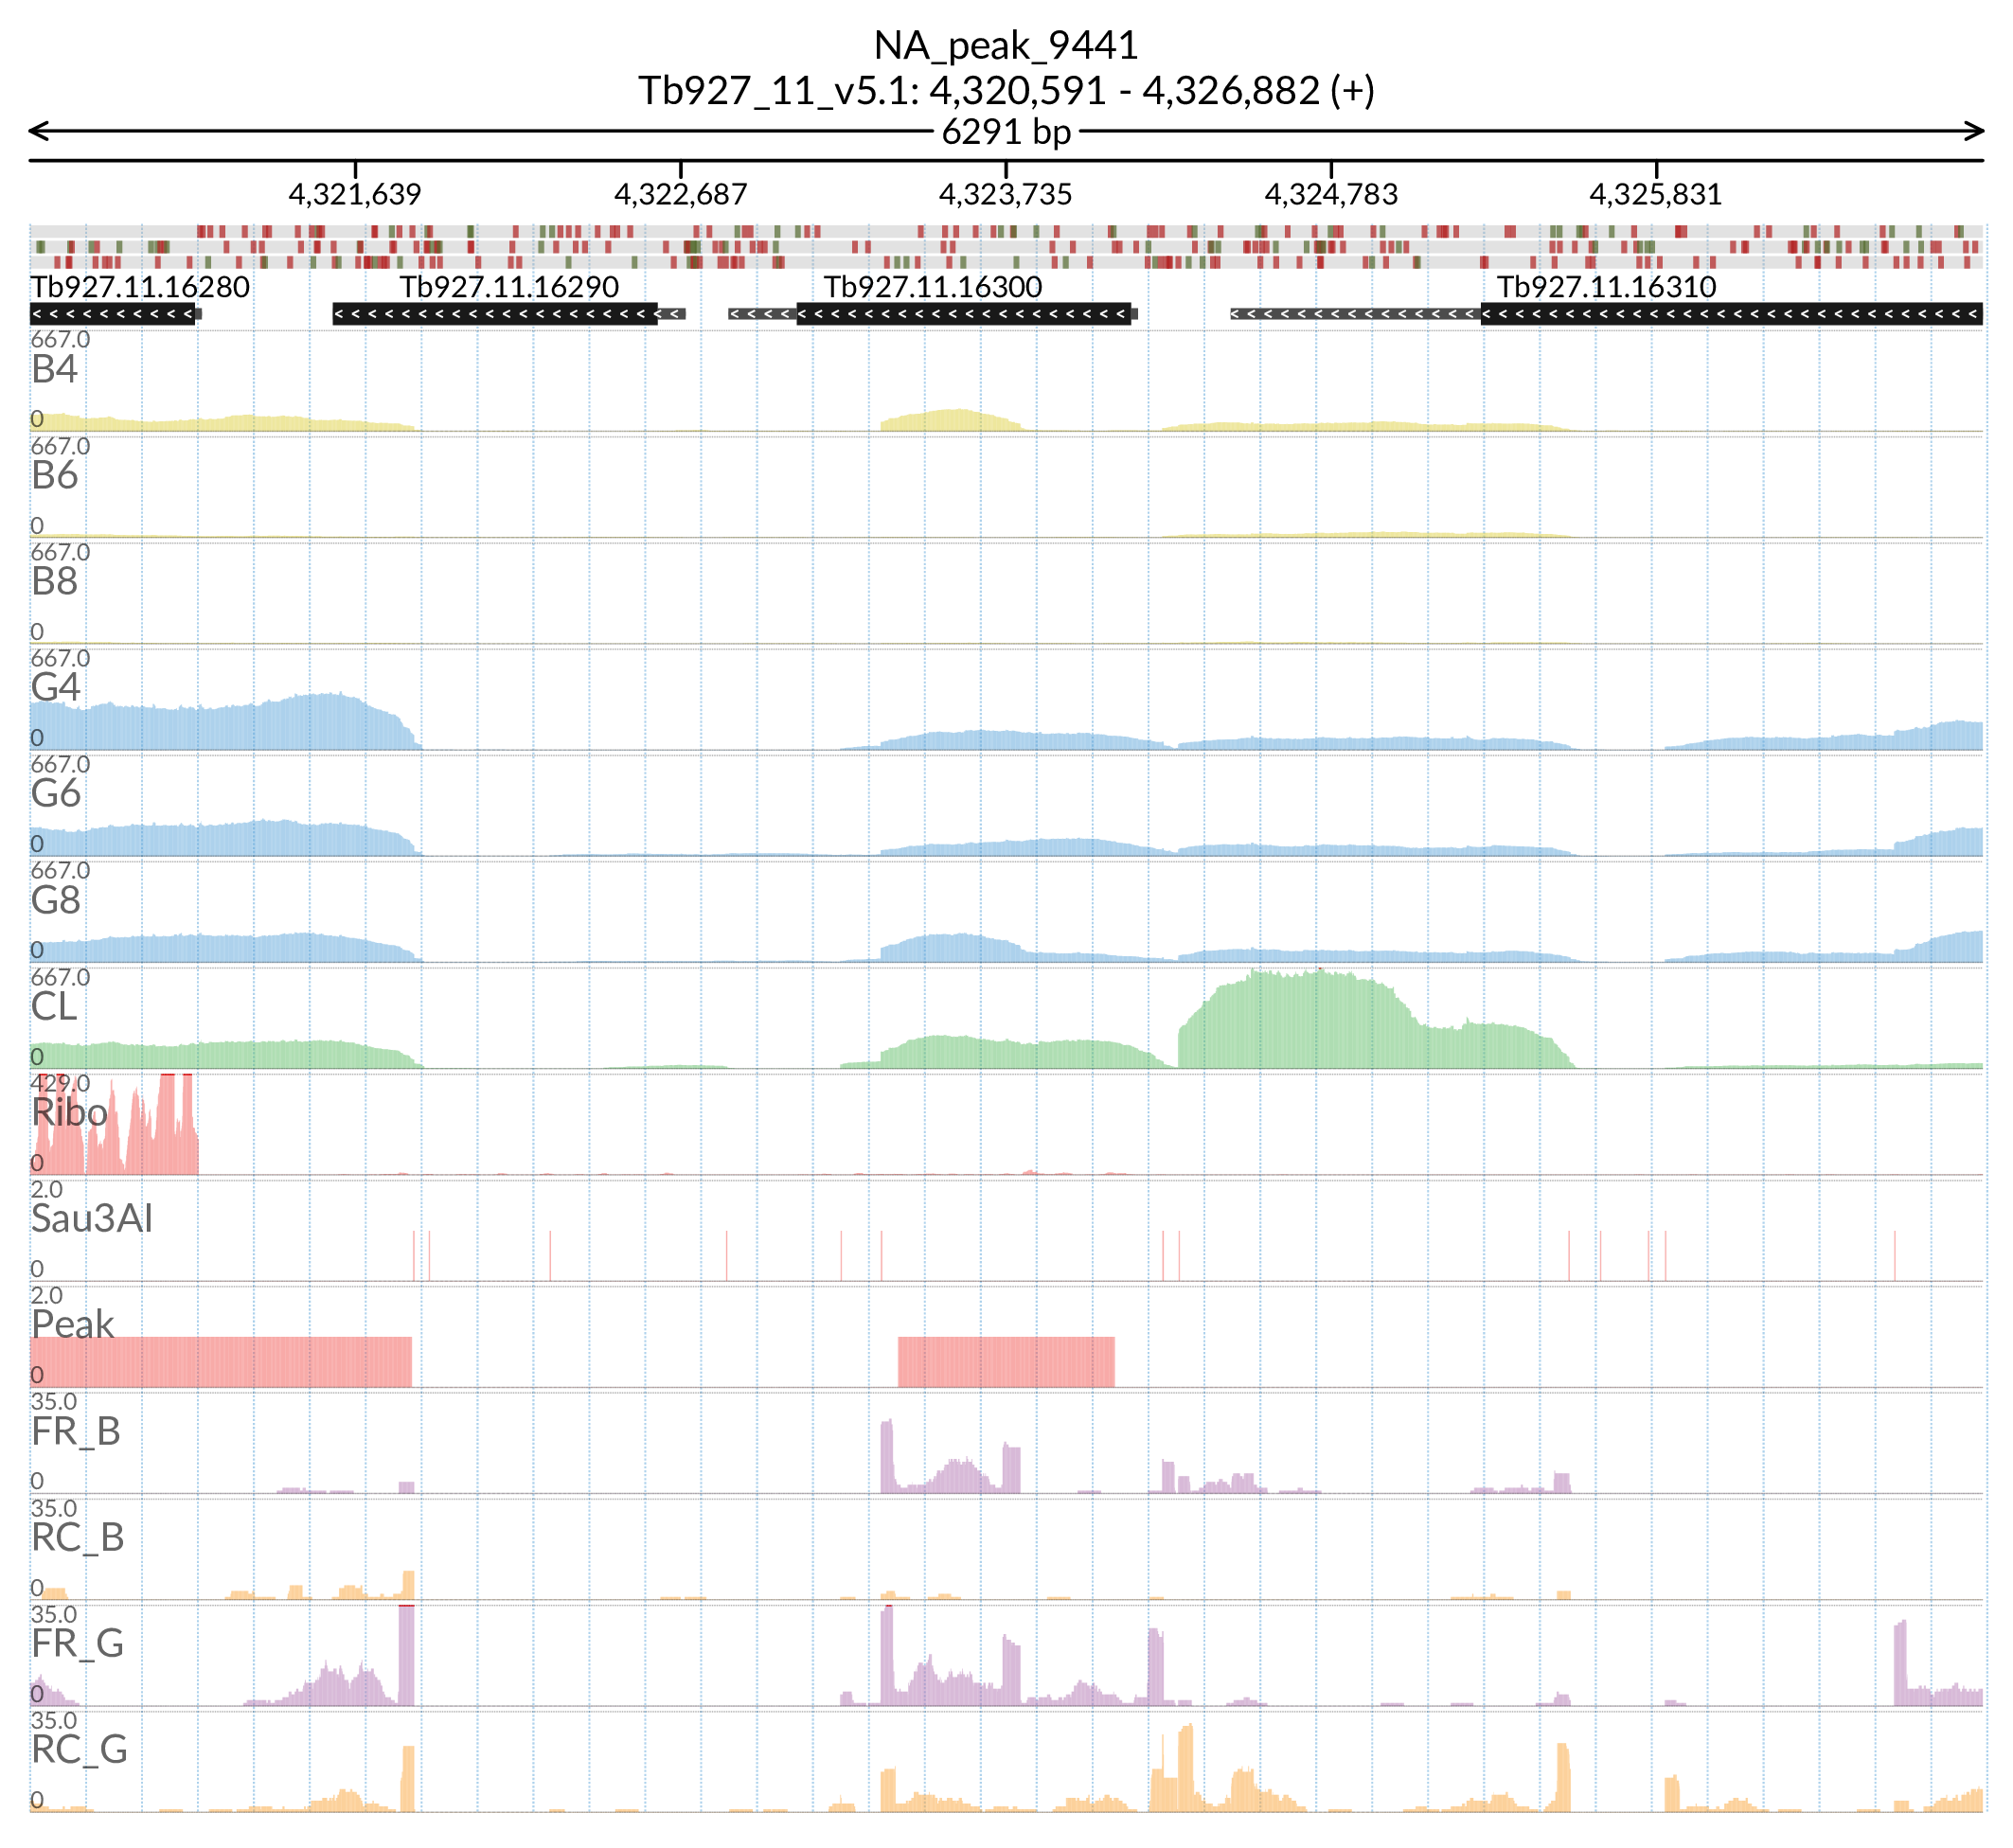 NA_peak_9441
Tb927_11_v5.1: 4,320,591 - 4,326,882 (+)
6291 bp
4,321,639 4,322,687 4,323,735 4,324,783 4,325,831
Tb927.11.16280 Tb927.11.16290 Tb927.11.16300 Tb927.11.16310
667.0
B4
0
667.0
B6
0
667.0
B8
0
667.0
G4
0
667.0
G6
0
667.0
G8
0
667.0
CL
0
429.0
Ribo
0
2.0
Sau3AI
0
2.0
Peak
0
35.0
FR_B
0
35.0
RC_B
0
35.0
FR_G
0
35.0
RC_G
0